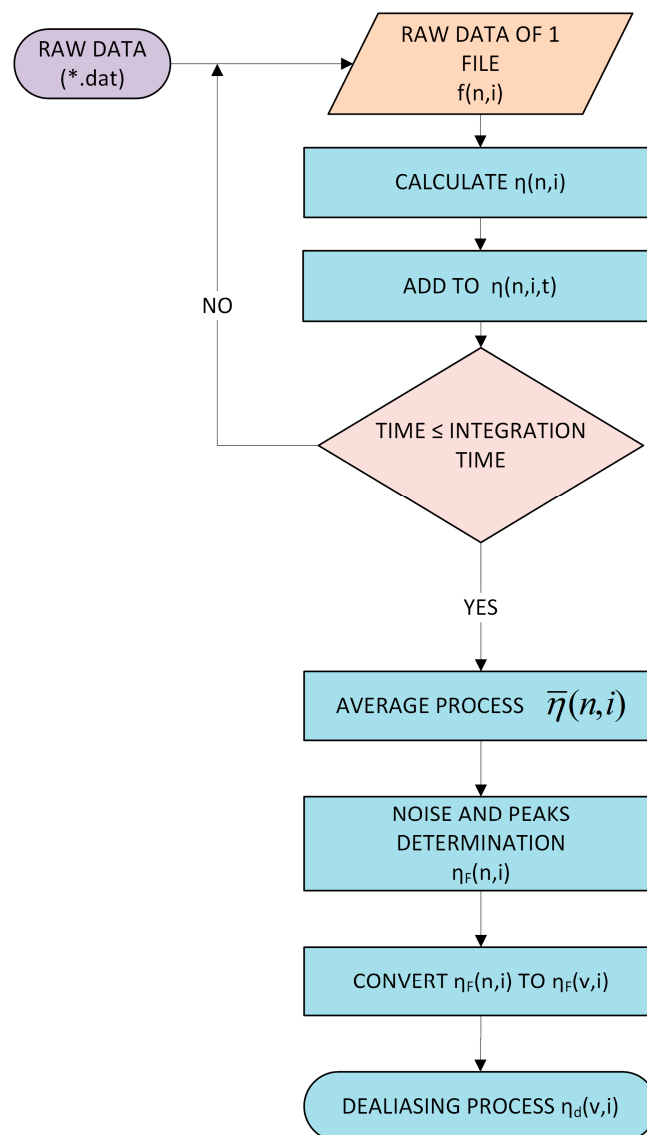 RAW DATA
(*.dat)
RAW DATA OF 1
FILE
f(n,i)
CALCULATE η(n,i)
ADD TO η(n,i,t)
NO
TIME ≤ INTEGRATION
TIME
YES
AVERAGE PROCESS η̅(n,i)
NOISE AND PEAKS
DETERMINATION
ηF(n,i)
CONVERT ηF(n,i) TO ηF(v,i)
DEALIASING PROCESS ηd(v,i)